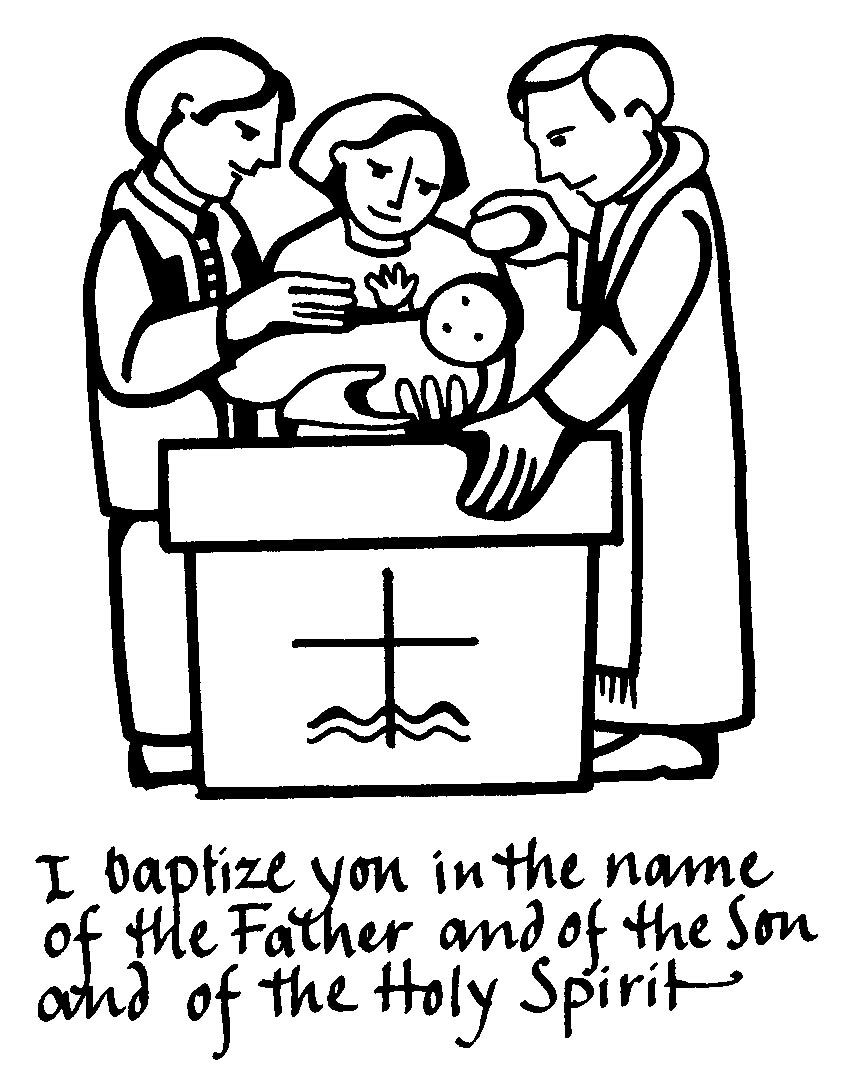 I baptize you in the name
of the Father and of the Son
and of the Holy Spirit